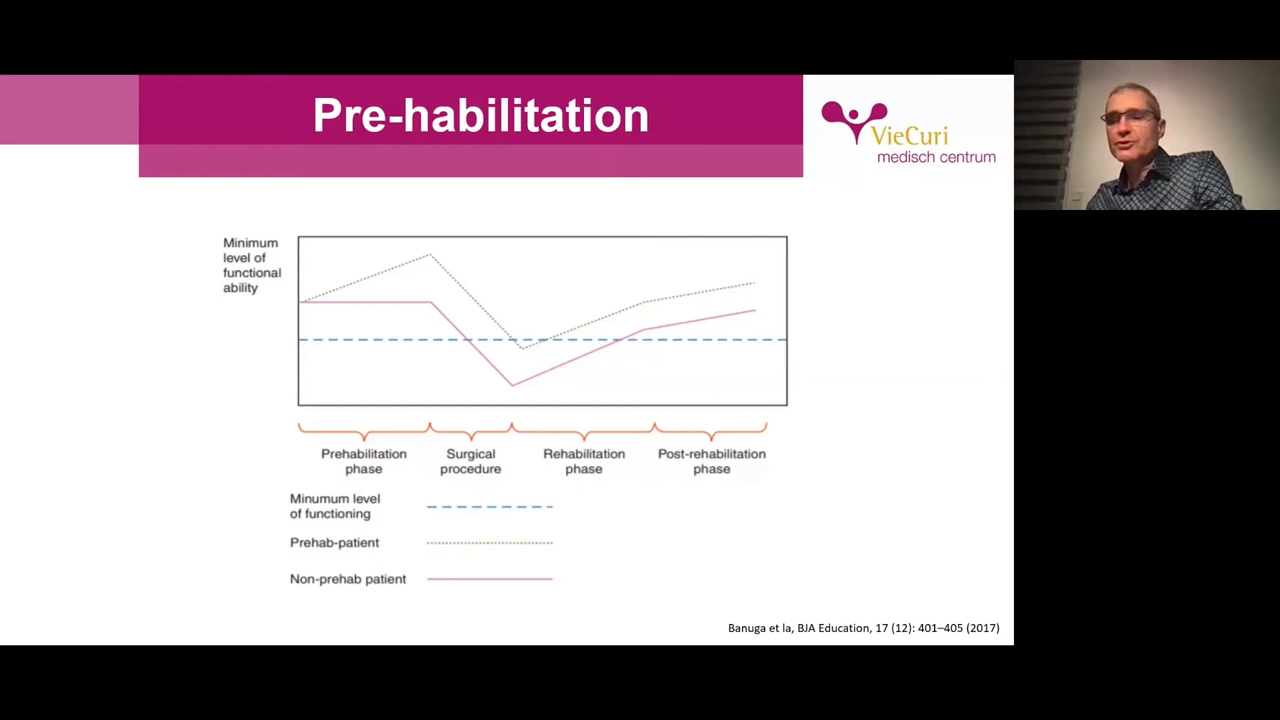 Pre-habilitation
VieCuri
medisch centrum
Minimum
level of
functional
ability
Prehabilitation
phase
Surgical
procedure
Rehabilitation
phase
Post-rehabilitation
phase
Minumum level
of functioning
Prehab-patient
Non-prehab patient
Banuga et la, BJA Education, 17 (12): 401–405 (2017)